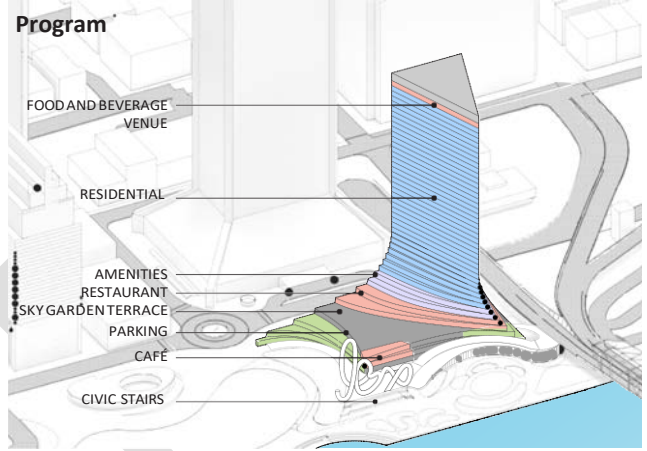 Program
FOOD AND BEVERAGE
VENUE
RESIDENTIAL
AMENITIES
RESTAURANT
SKY GARDEN TERRACE
PARKING
CAFÉ
CIVIC STAIRS